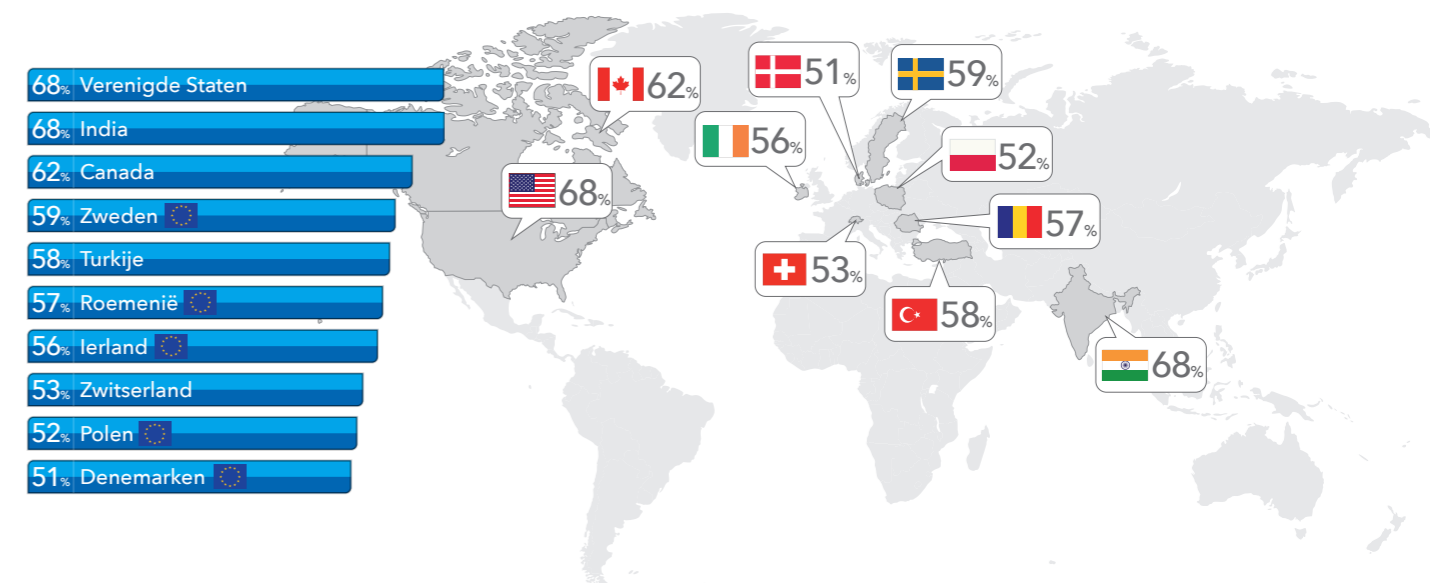 68% Verenigde Staten
68% India
62% Canada
59% Zweden
58% Turkije
57% Roemenië
56% Ierland
53% Zwitserland
52% Polen
51% Denemarken
62%
51%
59%
56%
52%
68%
57%
53%
58%
68%